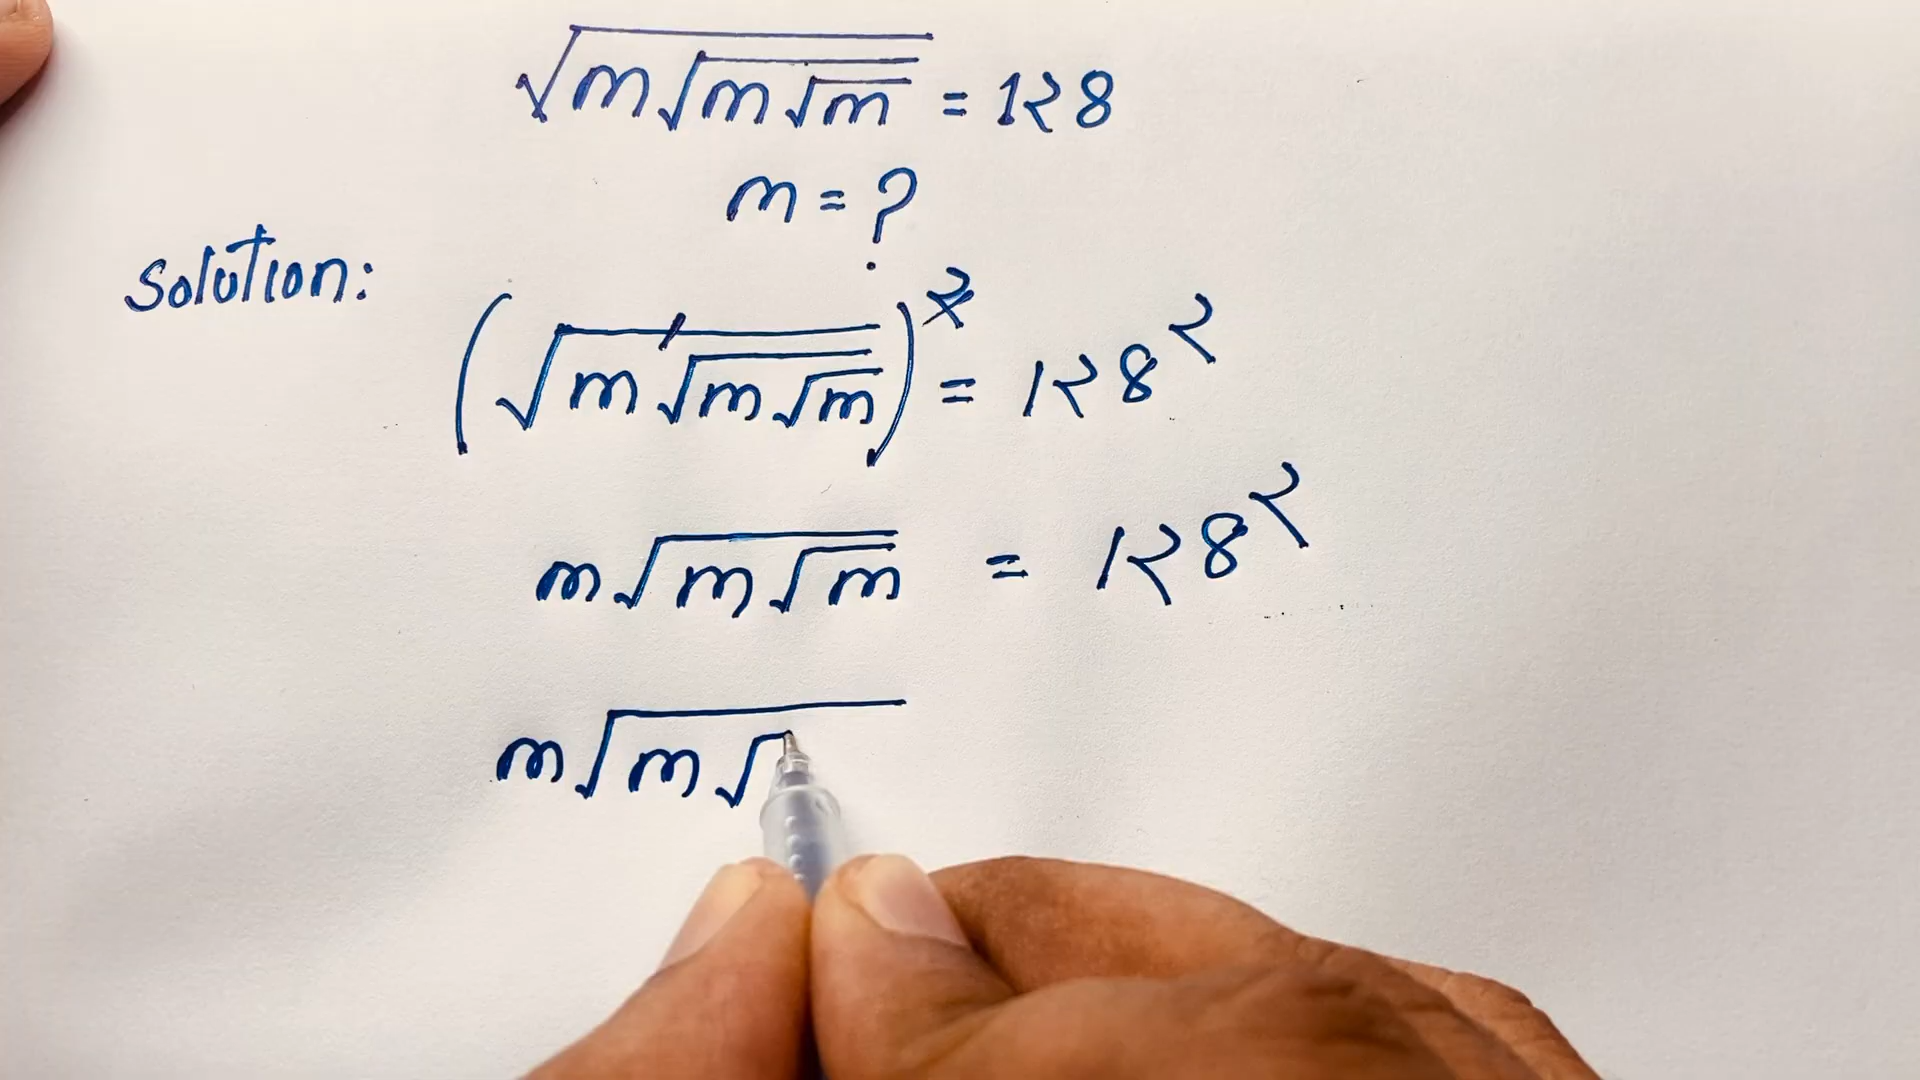 √(m√(m√m)) = 128
m = ?
Solution:
(√(m√(m√m)))² = 128²
m√(m√m) = 128²
m√(m√